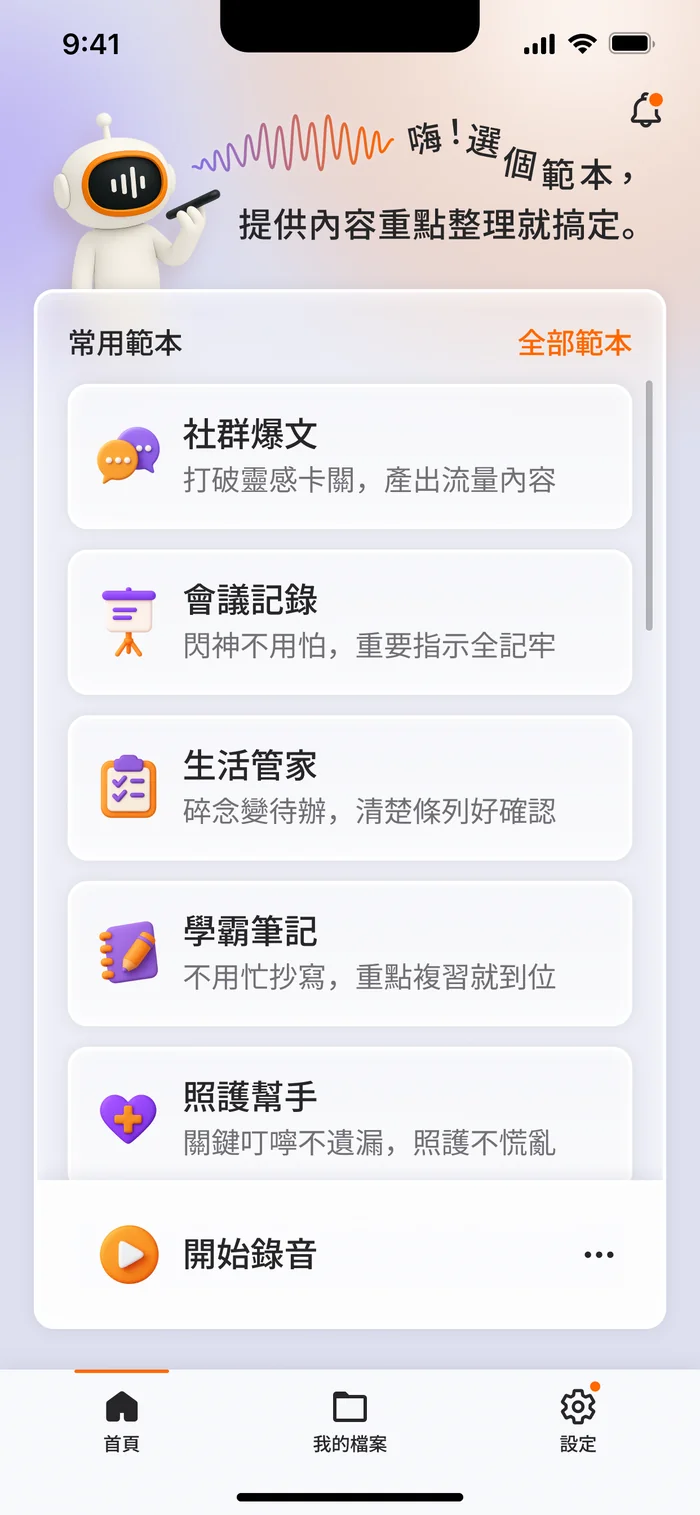 9:41
嗨！選個範本，
提供內容重點整理就搞定。
常用範本
全部範本
社群爆文
打破靈感卡關，產出流量內容
會議記錄
閃神不用怕，重要指示全記牢
生活管家
碎念變待辦，清楚條列好確認
學霸筆記
不用忙抄寫，重點複習就到位
照護幫手
關鍵叮嚀不遺漏，照護不慌亂
開始錄音
首頁
我的檔案
設定